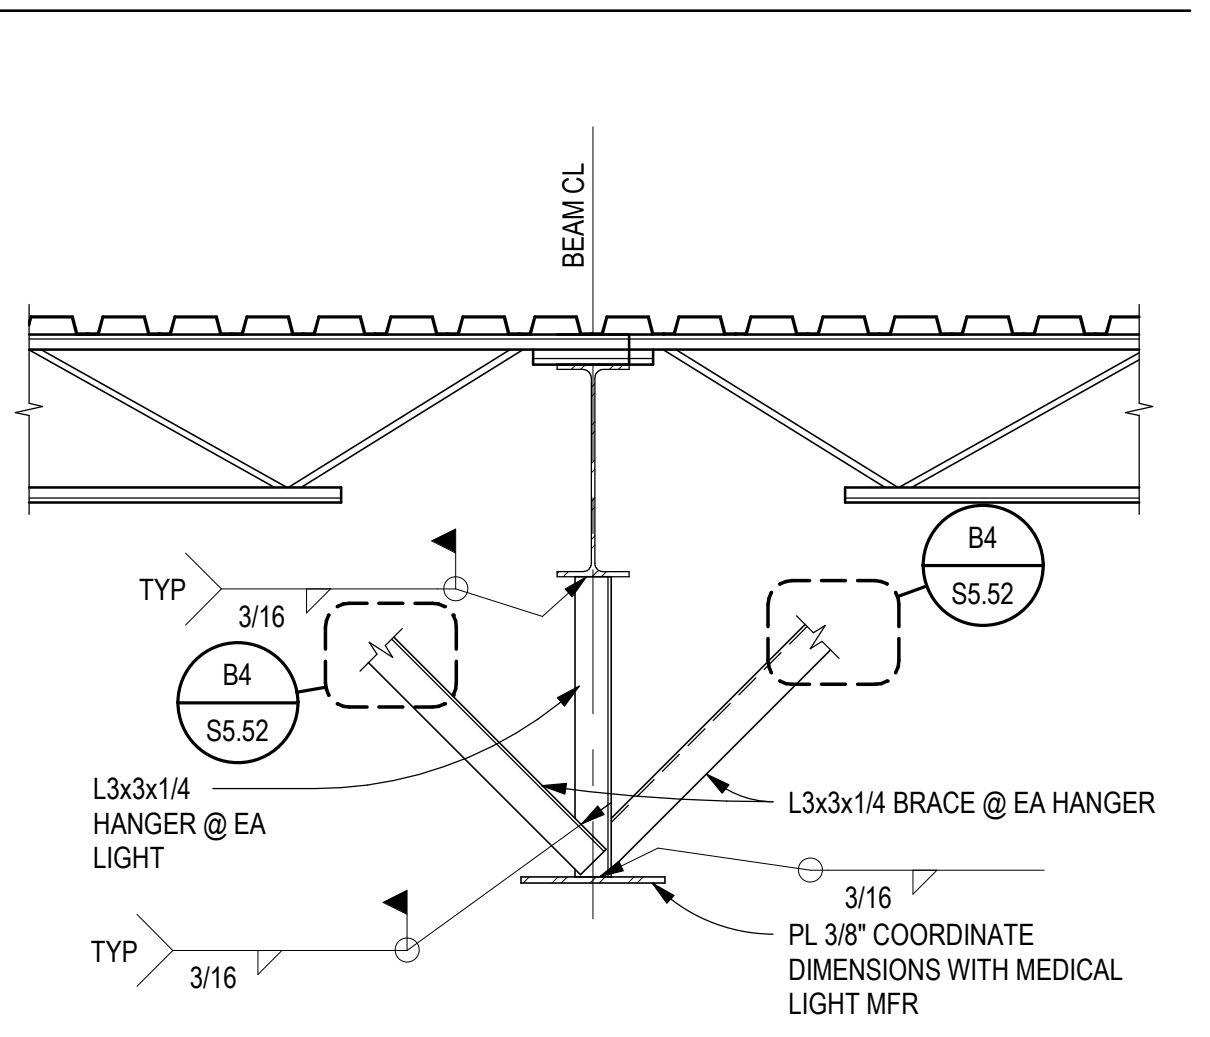 BEAM CL
TYP
3/16
B4
S5.52
B4
S5.52
L3x3x1/4
HANGER @ EA
LIGHT
L3x3x1/4 BRACE @ EA HANGER
3/16
TYP
3/16
PL 3/8" COORDINATE
DIMENSIONS WITH MEDICAL
LIGHT MFR